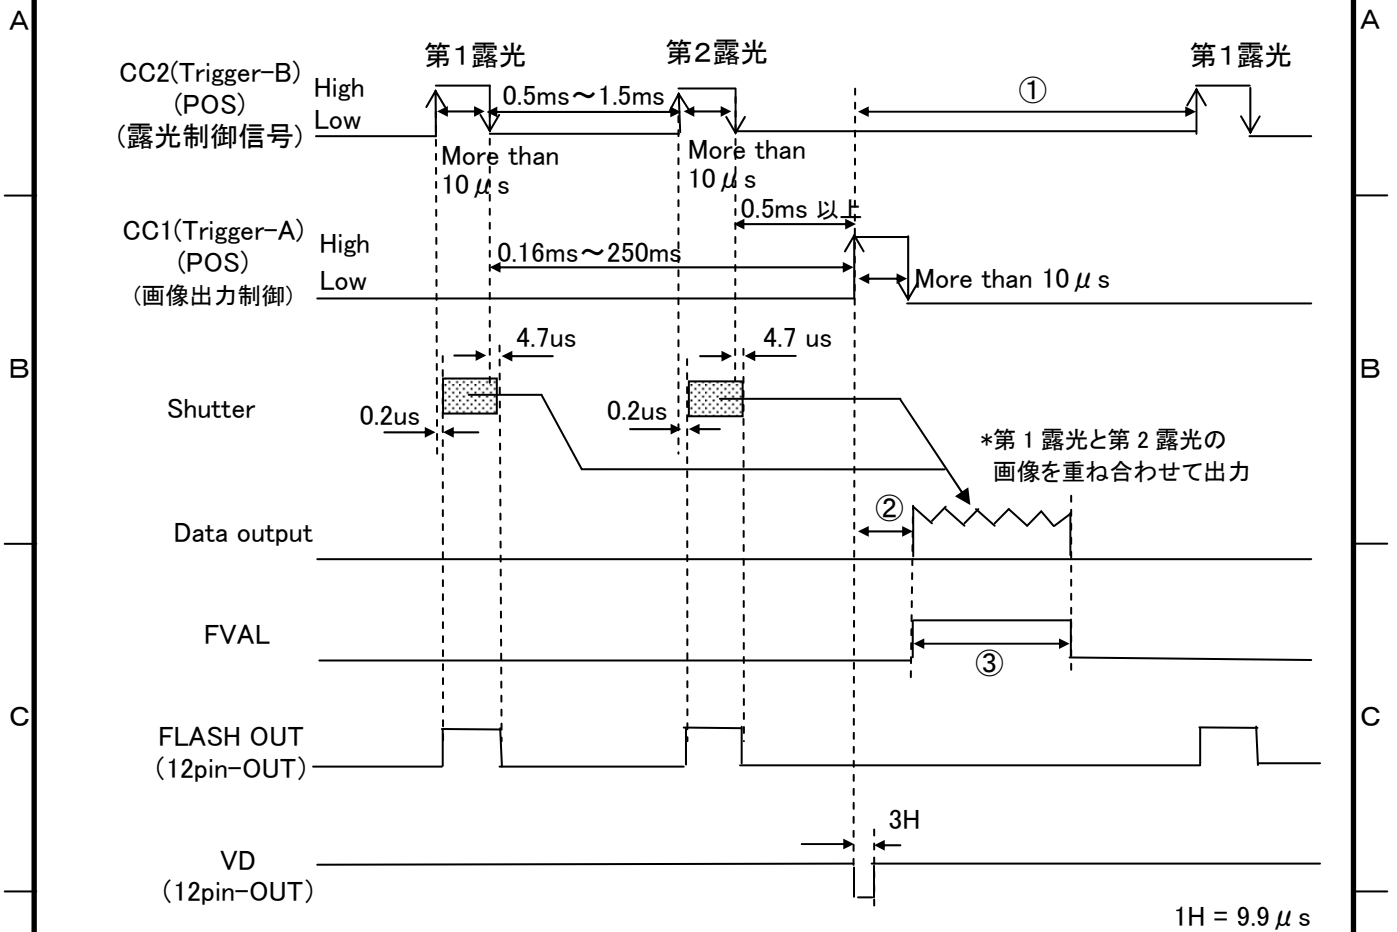 A
A
第1露光
第2露光
第1露光
CC2(Trigger-B)
(POS)
(露光制御信号)
High
Low
0.5ms～1.5ms
①
More than
10μs
More than
10μs
0.5ms 以上
CC1(Trigger-A)
(POS)
(画像出力制御)
High
Low
0.16ms～250ms
More than 10μs
B
B
4.7us
4.7 us
Shutter
0.2us
0.2us
*第1露光と第2露光の
画像を重ね合わせて出力
②
Data output
FVAL
③
C
C
FLASH OUT
(12pin-OUT)
3H
VD
(12pin-OUT)
1H = 9.9μs